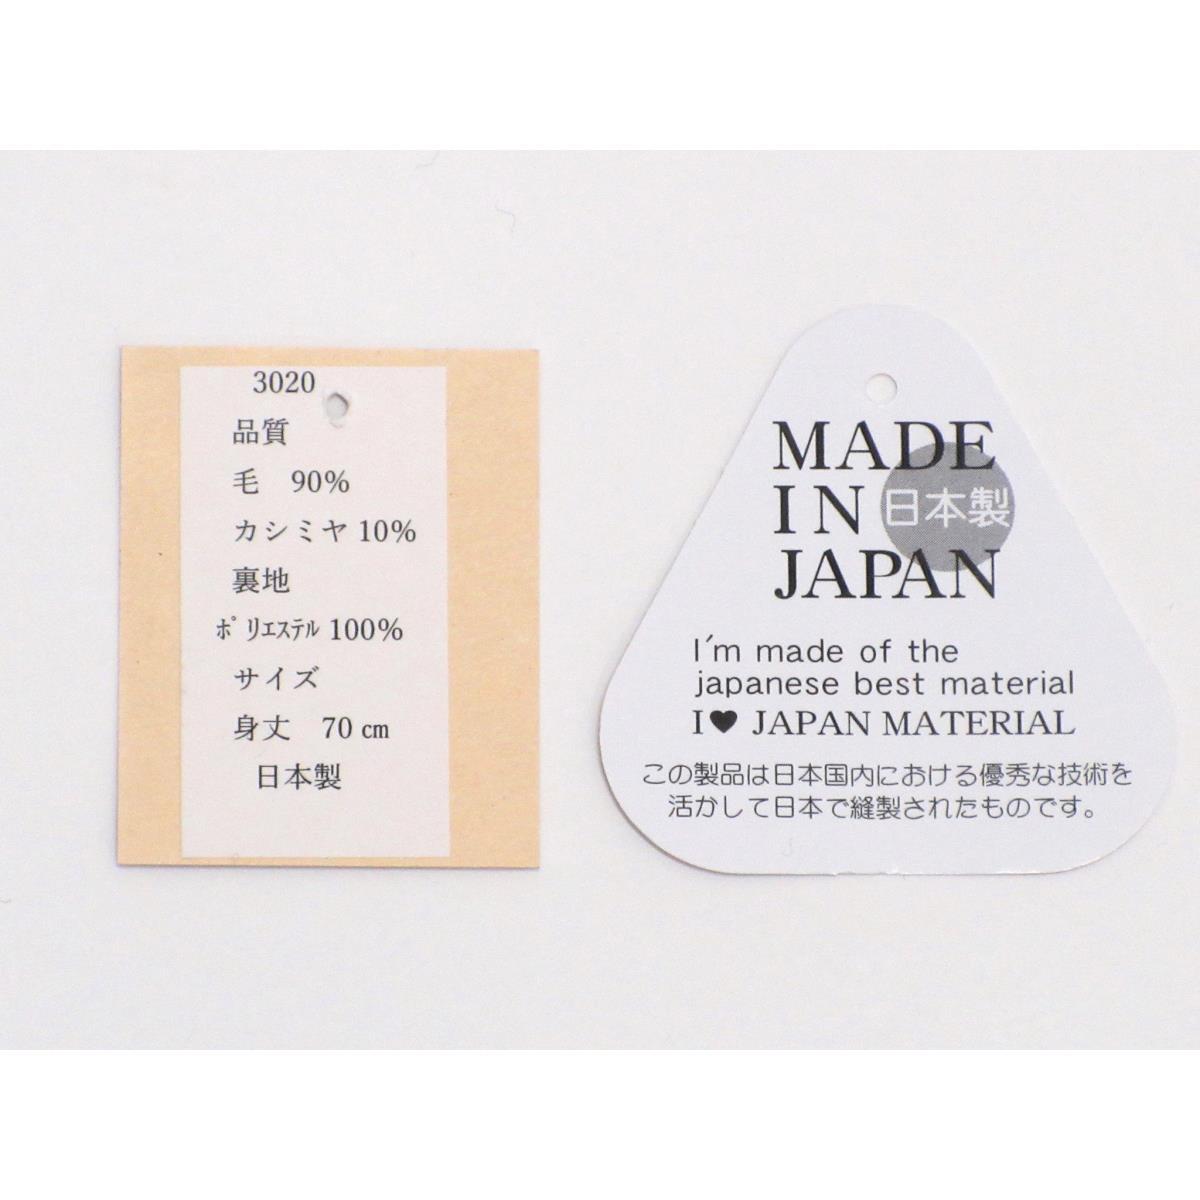 3020
品質
毛　90%
カシミヤ 10%
裏地
ﾎﾟﾘｴｽﾃﾙ 100%
サイズ
身丈　70㎝
日本製
MADE
IN 日本製
JAPAN
I'm made of the
japanese best material
I♥ JAPAN MATERIAL
この製品は日本国内における優秀な技術を
活かして日本で縫製されたものです。